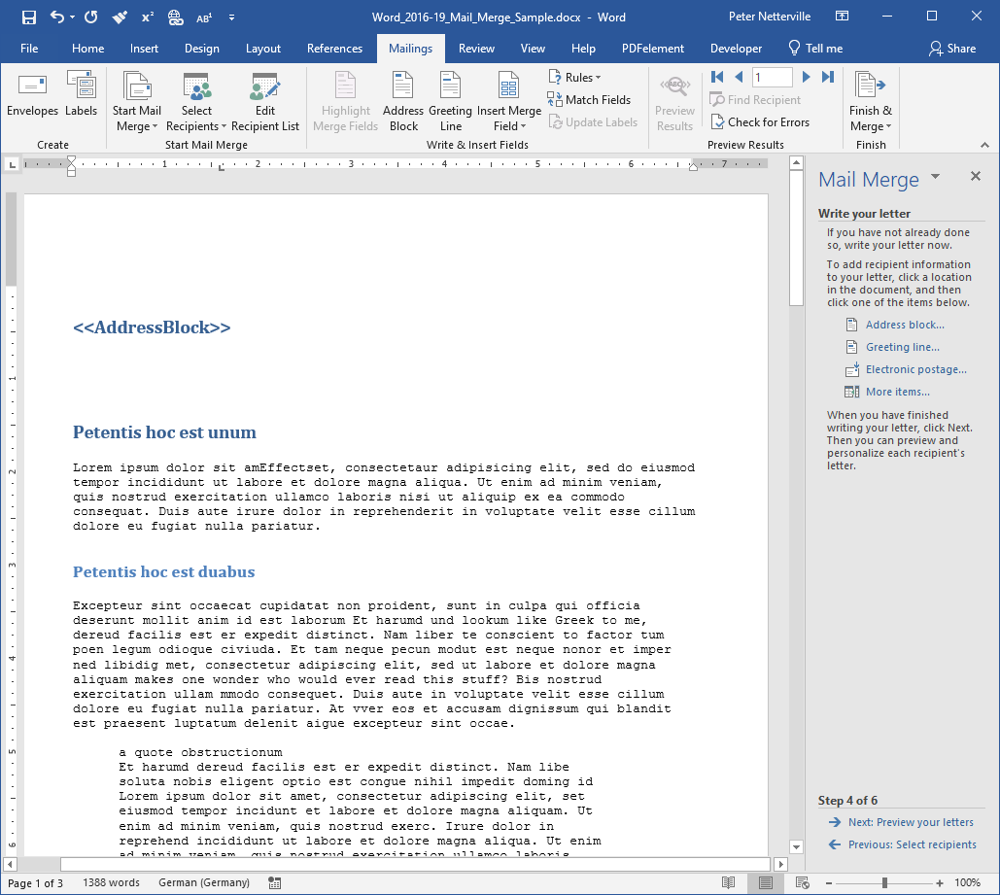 Word_2016-19_Mail_Merge_Sample.docx - Word
Peter Netterville
File Home Insert Design Layout References Mailings Review View Help PDFelement Developer Tell me Share
Envelopes
Labels
Create
Start Mail
Merge
Select
Recipients
Edit
Recipient List
Start Mail Merge
Highlight
Merge Fields
Address
Block
Greeting
Line
Insert Merge
Field
Rules
Match Fields
Update Labels
Write & Insert Fields
ABC
Preview
Results
1
Find Recipient
Check for Errors
Preview Results
Finish &
Merge
Finish
1 2 3 4 5 6 7
<<AddressBlock>>
Petentis hoc est unum
Lorem ipsum dolor sit amEffectset, consectetaur adipisicing elit, sed do eiusmod
tempor incididunt ut labore et dolore magna aliqua. Ut enim ad minim veniam,
quis nostrud exercitation ullamco laboris nisi ut aliquip ex ea commodo
consequat. Duis aute irure dolor in reprehenderit in voluptate velit esse cillum
dolore eu fugiat nulla pariatur.
Petentis hoc est duabus
Excepteur sint occaecat cupidatat non proident, sunt in culpa qui officia
deserunt mollit anim id est laborum Et harumd und lookum like Greek to me,
dereud facilis est er expedit distinct. Nam liber te conscient to factor tum
poen legum odioque civiuda. Et tam neque pecun modut est neque nonor et imper
ned libidig met, consectetur adipiscing elit, sed ut labore et dolore magna
aliquam makes one wonder who would ever read this stuff? Bis nostrud
exercitation ullam mmodo consequet. Duis aute in voluptate velit esse cillum
dolore eu fugiat nulla pariatur. At vver eos et accusam dignissum qui blandit
est praesent luptatum delenit aigue excepteur sint occae.
a quote obstructionum
Et harumd dereud facilis est er expedit distinct. Nam libe
soluta nobis eligent optio est congue nihil impedit doming id
Lorem ipsum dolor sit amet, consectetur adipiscing elit, set
eiusmod tempor incidunt et labore et dolore magna aliquam. Ut
enim ad minim veniam, quis nostrud exerc. Irure dolor in
reprehend incididunt ut labore et dolore magna aliqua. Ut enim
ad minim veniam, quis nostrud exercitation ullamco laboris
Mail Merge
Write your letter
If you have not already done
so, write your letter now.
To add recipient information
to your letter, click a location
in the document, and then
click one of the items below.
Address block...
Greeting line...
Electronic postage...
More items...
When you have finished
writing your letter, click Next.
Then you can preview and
personalize each recipient's
letter.
Step 4 of 6
Next: Preview your letters
Previous: Select recipients
Page 1 of 3 1388 words German (Germany) 100%